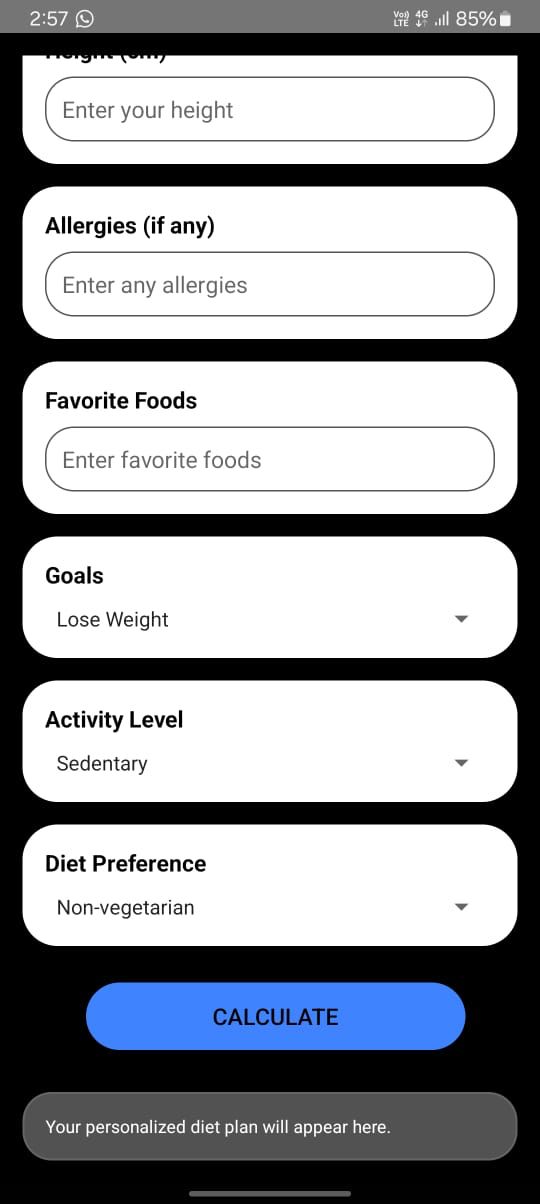 2:57
Vo)) LTE 4G 85%
Height (cm)
Enter your height
Allergies (if any)
Enter any allergies
Favorite Foods
Enter favorite foods
Goals
Lose Weight
Activity Level
Sedentary
Diet Preference
Non-vegetarian
CALCULATE
Your personalized diet plan will appear here.